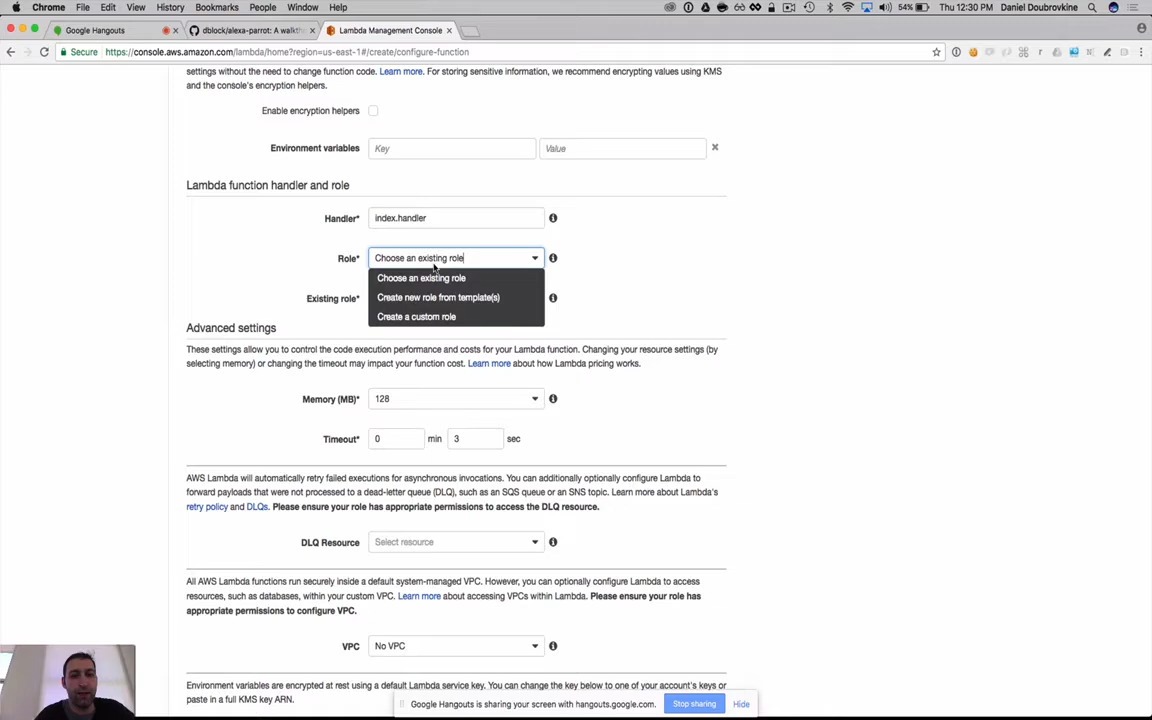 Chrome File Edit View History Bookmarks People Window Help 54% Thu 12:30 PM Daniel Doubrovkine
Google Hangouts dblock/alexa-parrot: A walkth Lambda Management Console
Secure https://console.aws.amazon.com/lambda/home?region=us-east-1#/create/configure-function
settings without the need to change function code. Learn more. For storing sensitive information, we recommend encrypting values using KMS
and the console's encryption helpers.
Enable encryption helpers
Environment variables Key Value
Lambda function handler and role
Handler* index.handler
Role* Choose an existing role
Choose an existing role
Create new role from template(s)
Existing role*
Create a custom role
Advanced settings
These settings allow you to control the code execution performance and costs for your Lambda function. Changing your resource settings (by
selecting memory) or changing the timeout may impact your function cost. Learn more about how Lambda pricing works.
Memory (MB)* 128
Timeout* 0 min 3 sec
AWS Lambda will automatically retry failed executions for asynchronous invocations. You can additionally optionally configure Lambda to
forward payloads that were not processed to a dead-letter queue (DLQ), such as an SQS queue or an SNS topic. Learn more about Lambda's
retry policy and DLQs. Please ensure your role has appropriate permissions to access the DLQ resource.
DLQ Resource Select resource
All AWS Lambda functions run securely inside a default system-managed VPC. However, you can optionally configure Lambda to access
resources, such as databases, within your custom VPC. Learn more about accessing VPCs within Lambda. Please ensure your role has
appropriate permissions to configure VPC.
VPC No VPC
Environment variables are encrypted at rest using a default Lambda service key. You can change the key below to one of your account's keys or
paste in a full KMS key ARN.
Google Hangouts is sharing your screen with hangouts.google.com. Stop sharing Hide